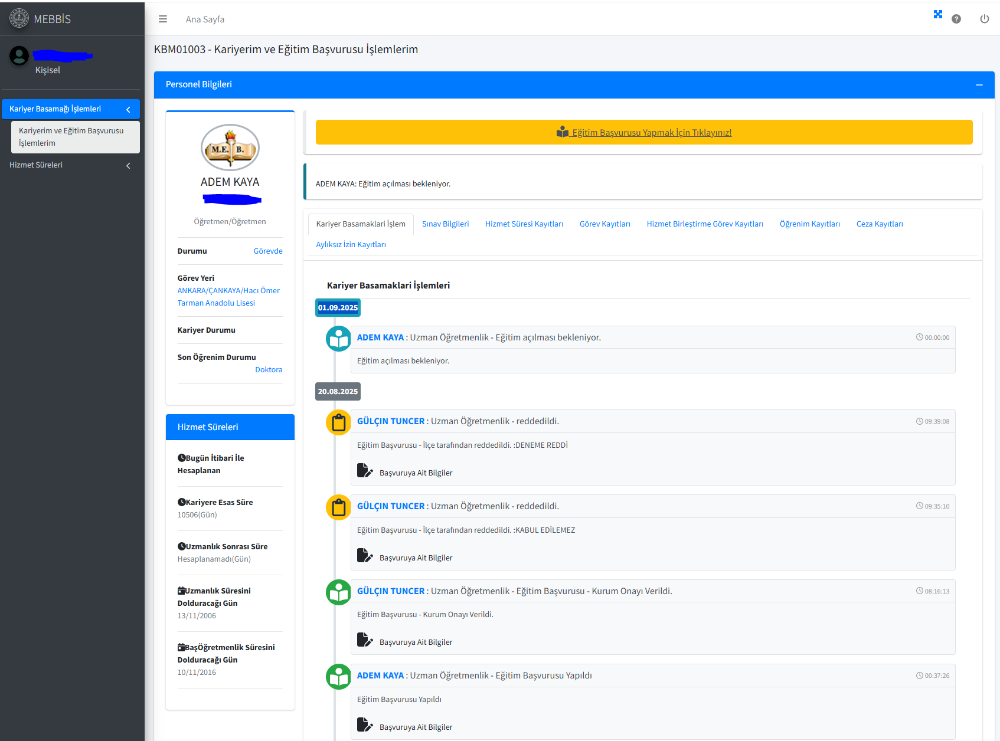 MEBBİS
Ana Sayfa
Kişisel
Kariyer Basamağı İşlemleri
Kariyerim ve Eğitim Başvurusu
İşlemlerim
Hizmet Süreleri
KBM01003 - Kariyerim ve Eğitim Başvurusu İşlemlerim
Personel Bilgileri
M.E. B.
ADEM KAYA
Öğretmen/Öğretmen
Durumu Görevde
Görev Yeri
ANKARA/ÇANKAYA/Hacı Ömer
Tarman Anadolu Lisesi
Kariyer Durumu
Son Öğrenim Durumu
Doktora
Hizmet Süreleri
Bugün İtibari İle
Hesaplanan
Kariyere Esas Süre
10506(Gün)
Uzmanlık Sonrası Süre
Hesaplanamadı(Gün)
Uzmanlık Süresini
Dolduracağı Gün
13/11/2006
BaşÖğretmenlik Süresini
Dolduracağı Gün
10/11/2016
Eğitim Başvurusu Yapmak İçin Tıklayınız!
ADEM KAYA: Eğitim açılması bekleniyor.
Kariyer Basamaklari İşlem Sınav Bilgileri Hizmet Süresi Kayıtları Görev Kayıtları Hizmet Birleştirme Görev Kayıtları Öğrenim Kayıtları Ceza Kayıtları
Aylıksız İzin Kayıtları
Kariyer Basamaklari İşlemleri
01.09.2025
ADEM KAYA : Uzman Öğretmenlik - Eğitim açılması bekleniyor. 00:00:00
Eğitim açılması bekleniyor.
20.08.2025
GÜLÇIN TUNCER : Uzman Öğretmenlik - reddedildi. 09:39:08
Eğitim Başvurusu - İlçe tarafından reddedildi. :DENEME REDDİ
Başvuruya Ait Bilgiler
GÜLÇIN TUNCER : Uzman Öğretmenlik - reddedildi. 09:35:10
Eğitim Başvurusu - İlçe tarafından reddedildi. :KABUL EDİLEMEZ
Başvuruya Ait Bilgiler
GÜLÇIN TUNCER : Uzman Öğretmenlik - Eğitim Başvurusu - Kurum Onayı Verildi. 08:16:13
Eğitim Başvurusu - Kurum Onayı Verildi.
Başvuruya Ait Bilgiler
ADEM KAYA : Uzman Öğretmenlik - Eğitim Başvurusu Yapıldı 00:37:26
Eğitim Başvurusu Yapıldı
Başvuruya Ait Bilgiler